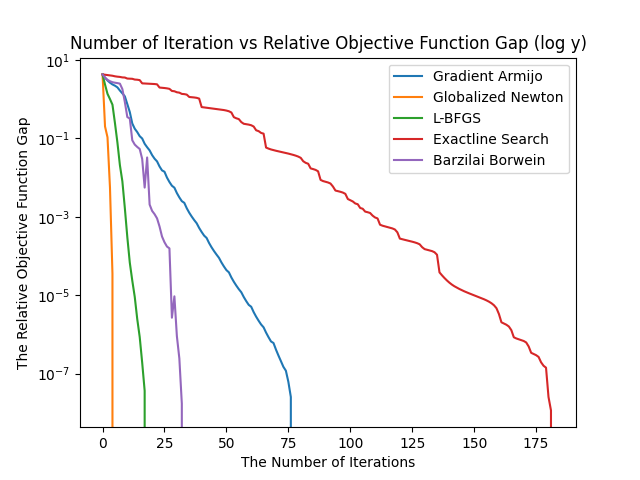 Number of Iteration vs Relative Objective Function Gap (log y)
10^1
10^−1
10^−3
10^−5
10^−7
The Relative Objective Function Gap
Gradient Armijo
Globalized Newton
L-BFGS
Exactline Search
Barzilai Borwein
0 25 50 75 100 125 150 175
The Number of Iterations